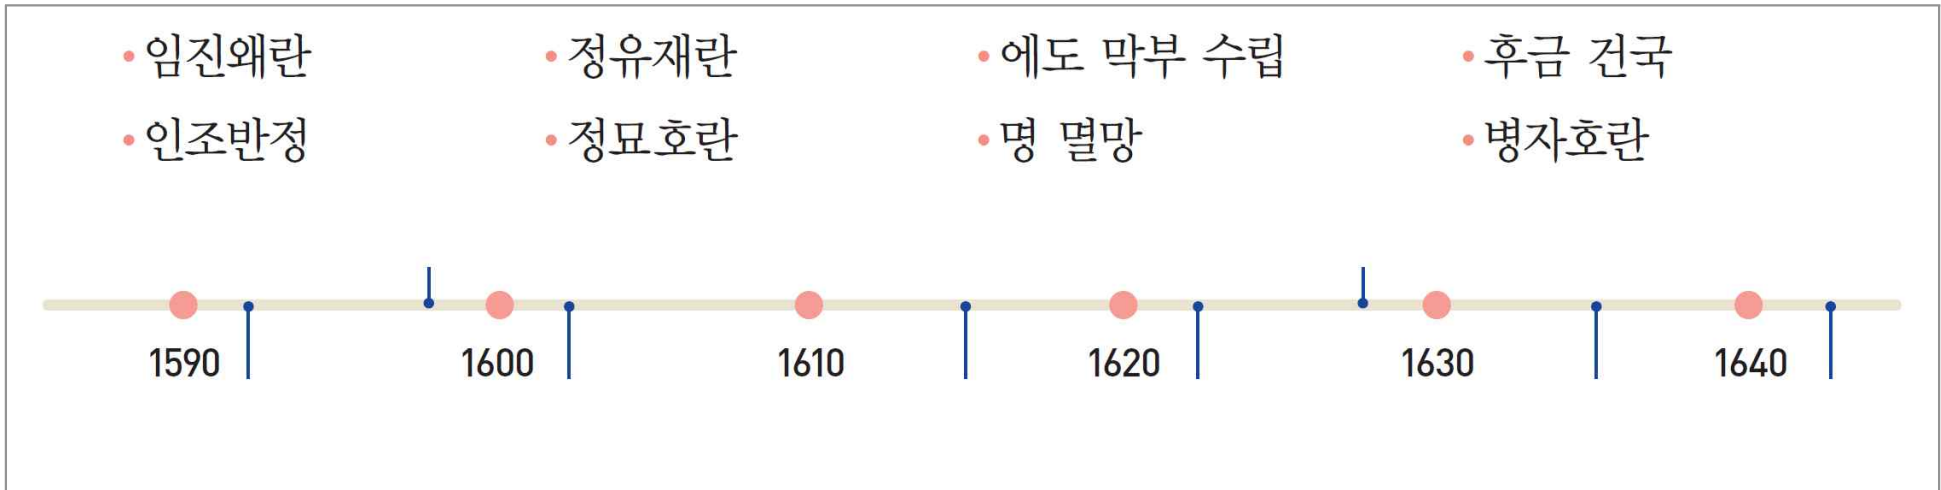 • 임진왜란 • 정유재란 • 에도 막부 수립 • 후금 건국
• 인조반정 • 정묘호란 • 명 멸망 • 병자호란
1590 1600 1610 1620 1630 1640